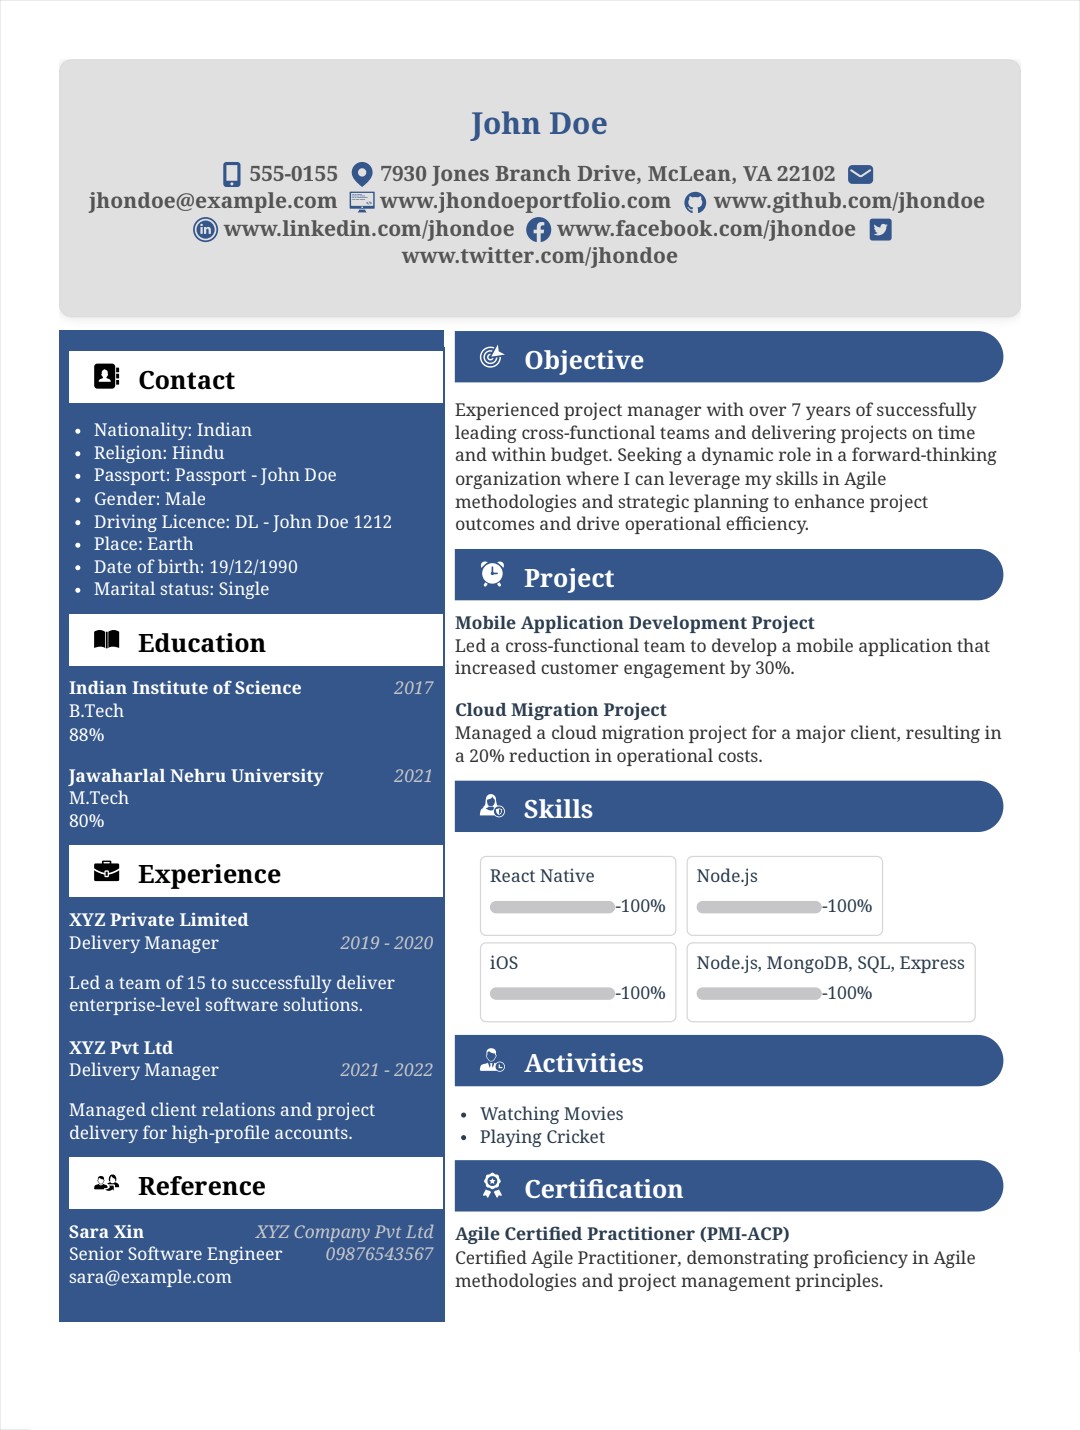 John Doe
555-0155 7930 Jones Branch Drive, McLean, VA 22102
jhondoe@example.com www.jhondoeportfolio.com www.github.com/jhondoe
www.linkedin.com/jhondoe www.facebook.com/jhondoe
www.twitter.com/jhondoe
Contact
• Nationality: Indian
• Religion: Hindu
• Passport: Passport - John Doe
• Gender: Male
• Driving Licence: DL - John Doe 1212
• Place: Earth
• Date of birth: 19/12/1990
• Marital status: Single
Education
Indian Institute of Science 2017
B.Tech
88%
Jawaharlal Nehru University 2021
M.Tech
80%
Experience
XYZ Private Limited
Delivery Manager 2019 - 2020
Led a team of 15 to successfully deliver
enterprise-level software solutions.
XYZ Pvt Ltd
Delivery Manager 2021 - 2022
Managed client relations and project
delivery for high-profile accounts.
Reference
Sara Xin XYZ Company Pvt Ltd
Senior Software Engineer 09876543567
sara@example.com
Objective
Experienced project manager with over 7 years of successfully
leading cross-functional teams and delivering projects on time
and within budget. Seeking a dynamic role in a forward-thinking
organization where I can leverage my skills in Agile
methodologies and strategic planning to enhance project
outcomes and drive operational efficiency.
Project
Mobile Application Development Project
Led a cross-functional team to develop a mobile application that
increased customer engagement by 30%.
Cloud Migration Project
Managed a cloud migration project for a major client, resulting in
a 20% reduction in operational costs.
Skills
React Native
-100%
Node.js
-100%
iOS
-100%
Node.js, MongoDB, SQL, Express
-100%
Activities
• Watching Movies
• Playing Cricket
Certification
Agile Certified Practitioner (PMI-ACP)
Certified Agile Practitioner, demonstrating proficiency in Agile
methodologies and project management principles.